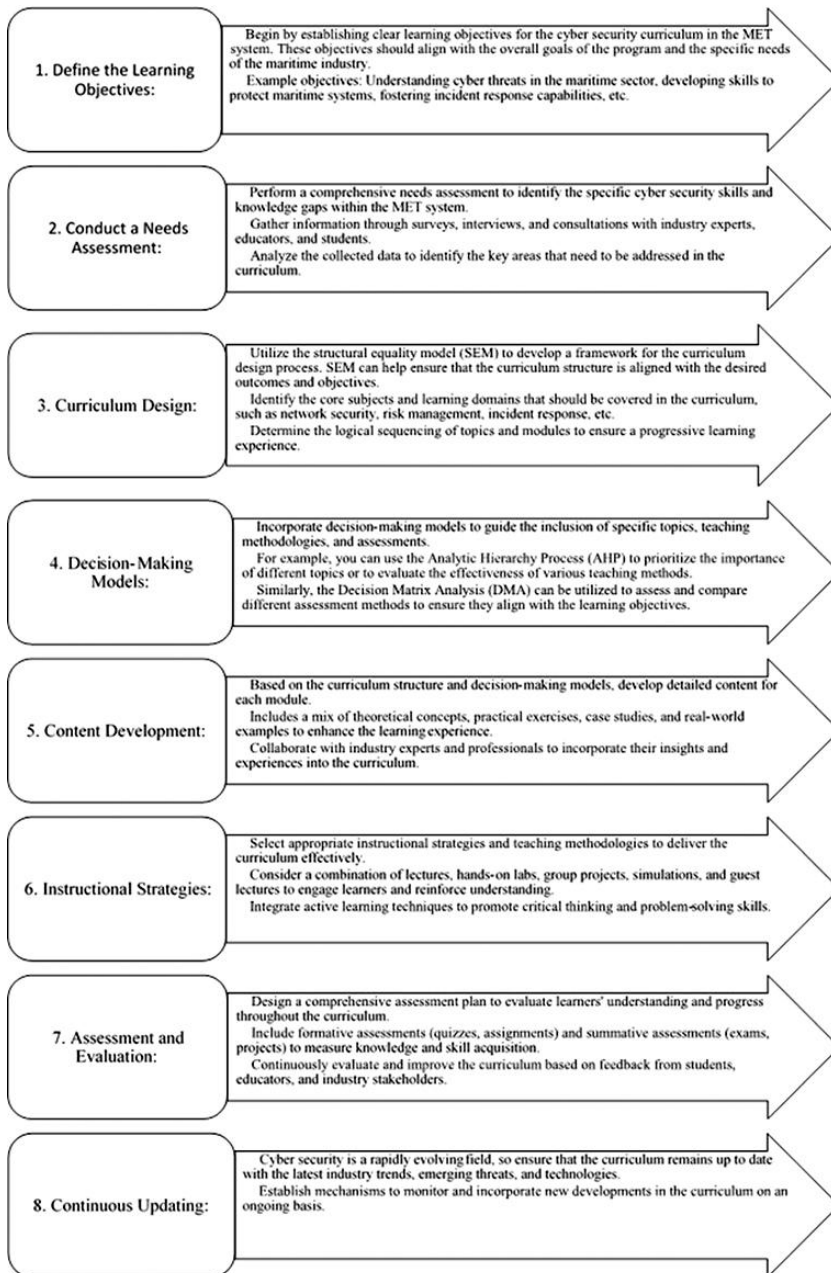 1. Define the Learning
Objectives:
Begin by establishing clear learning objectives for the cyber security curriculum in the MET
system. These objectives should align with the overall goals of the program and the specific needs
of the maritime industry.
Example objectives: Understanding cyber threats in the maritime sector, developing skills to
protect maritime systems, fostering incident response capabilities, etc.
2. Conduct a Needs
Assessment:
Perform a comprehensive needs assessment to identify the specific cyber security skills and
knowledge gaps within the MET system.
Gather information through surveys, interviews, and consultations with industry experts,
educators, and students.
Analyze the collected data to identify the key areas that need to be addressed in the
curriculum.
3. Curriculum Design:
Utilize the structural equality model (SEM) to develop a framework for the curriculum
design process. SEM can help ensure that the curriculum structure is aligned with the desired
outcomes and objectives.
Identify the core subjects and learning domains that should be covered in the curriculum,
such as network security, risk management, incident response, etc.
Determine the logical sequencing of topics and modules to ensure a progressive learning
experience.
4. Decision-Making
Models:
Incorporate decision-making models to guide the inclusion of specific topics, teaching
methodologies, and assessments.
For example, you can use the Analytic Hierarchy Process (AHP) to prioritize the importance
of different topics or to evaluate the effectiveness of various teaching methods.
Similarly, the Decision Matrix Analysis (DMA) can be utilized to assess and compare
different assessment methods to ensure they align with the learning objectives.
5. Content Development:
Based on the curriculum structure and decision-making models, develop detailed content for
each module.
Includes a mix of theoretical concepts, practical exercises, case studies, and real-world
examples to enhance the learning experience.
Collaborate with industry experts and professionals to incorporate their insights and
experiences into the curriculum.
6. Instructional Strategies:
Select appropriate instructional strategies and teaching methodologies to deliver the
curriculum effectively.
Consider a combination of lectures, hands-on labs, group projects, simulations, and guest
lectures to engage learners and reinforce understanding.
Integrate active learning techniques to promote critical thinking and problem-solving skills.
7. Assessment and
Evaluation:
Design a comprehensive assessment plan to evaluate learners' understanding and progress
throughout the curriculum.
Include formative assessments (quizzes, assignments) and summative assessments (exams,
projects) to measure knowledge and skill acquisition.
Continuously evaluate and improve the curriculum based on feedback from students,
educators, and industry stakeholders.
8. Continuous Updating:
Cyber security is a rapidly evolving field, so ensure that the curriculum remains up to date
with the latest industry trends, emerging threats, and technologies.
Establish mechanisms to monitor and incorporate new developments in the curriculum on an
ongoing basis.